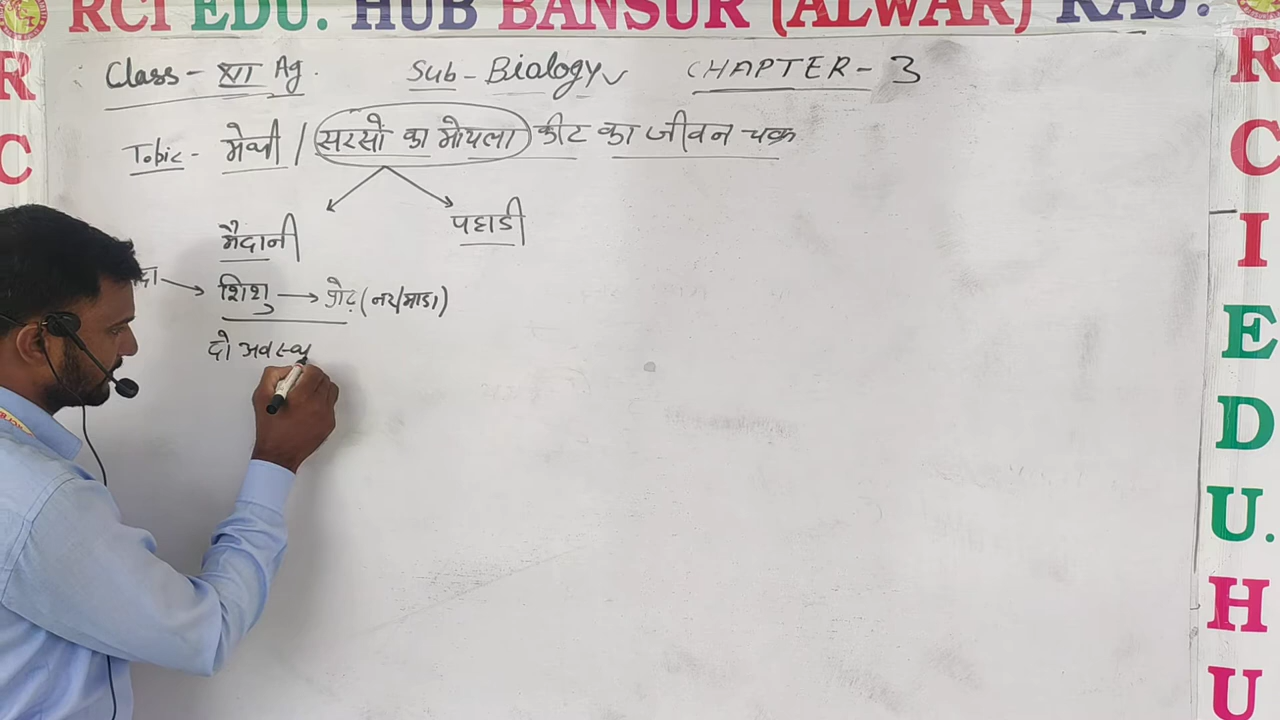 RCI EDU. HUB BANSUR (ALWAR) RAJ.
Class - XII Ag. Sub - Biology CHAPTER - 3
Topic - मेथी / सरसों का मोयला कीट का जीवन चक्र
मैदानी पहाडी
शिशु → प्रौढ़ (नर/मादा)
दो अवस्था
R
C
R
C
I
E
D
U.
H
U